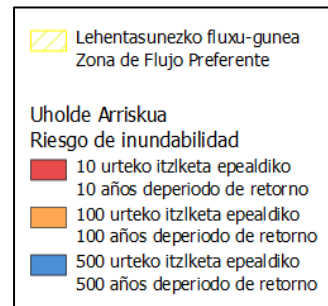 Lehentasunezko fluxu-gunea
Zona de Flujo Preferente
Uholde Arriskua
Riesgo de inundabilidad
10 urteko itzlketa epealdiko
10 años deperiodo de retorno
100 urteko itzlketa epealdiko
100 años deperiodo de retorno
500 urteko itzlketa epealdiko
500 años deperiodo de retorno